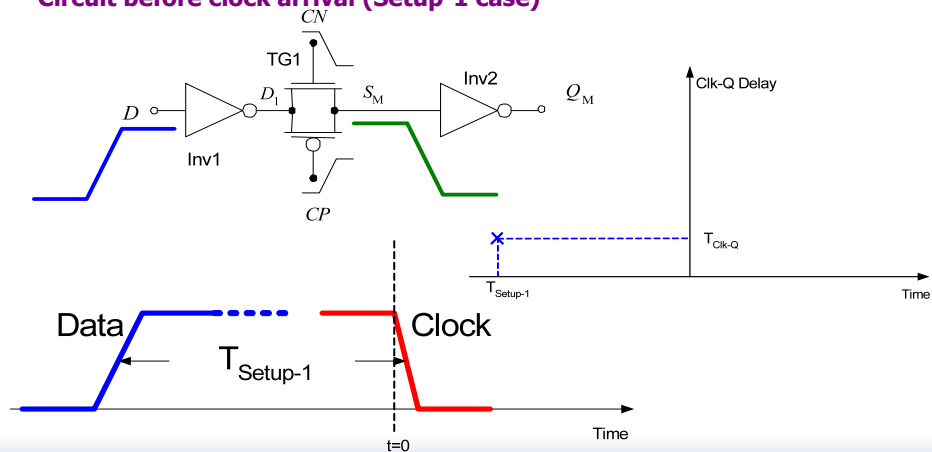 Circuit before clock arrival (Setup-1 case)
CN
TG1
Inv2
Clk-Q Delay
D
D1
SM
QM
Inv1
CP
TClk-Q
TSetup-1
Time
Data
Clock
TSetup-1
Time
t=0